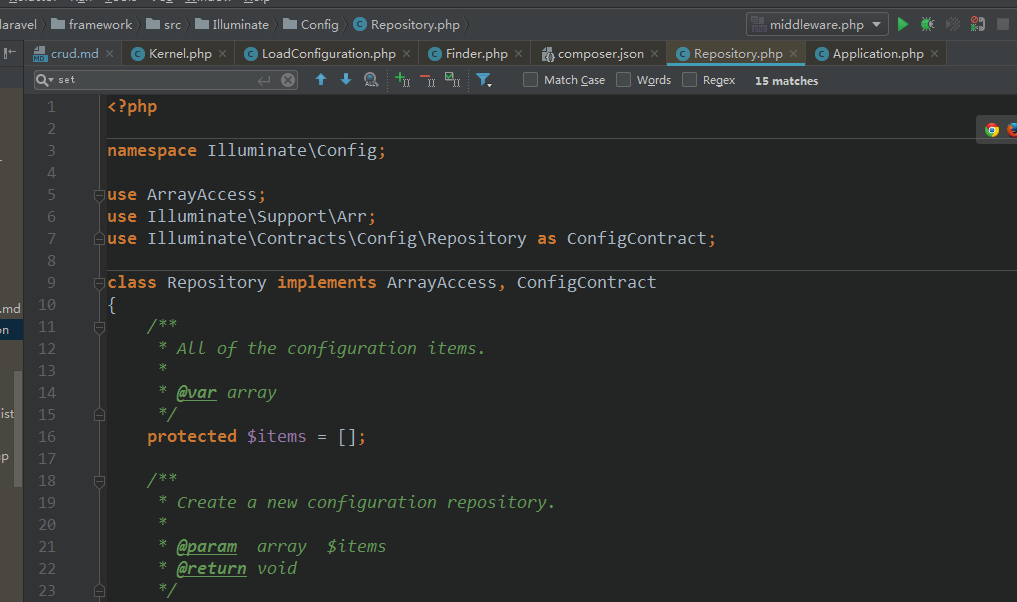 laravel framework src Illuminate Config Repository.php middleware.php
crud.md Kernel.php LoadConfiguration.php Finder.php composer.json Repository.php Application.php
set Match Case Words Regex 15 matches
1 <?php
2
3 namespace Illuminate\Config;
4
5 use ArrayAccess;
6 use Illuminate\Support\Arr;
7 use Illuminate\Contracts\Config\Repository as ConfigContract;
8
9 class Repository implements ArrayAccess, ConfigContract
.md 10 {
on 11 /**
12 * All of the configuration items.
13 *
14 * @var array
ist 15 */
16 protected $items = [];
p 17
18 /**
19 * Create a new configuration repository.
20 *
21 * @param array $items
22 * @return void
23 */